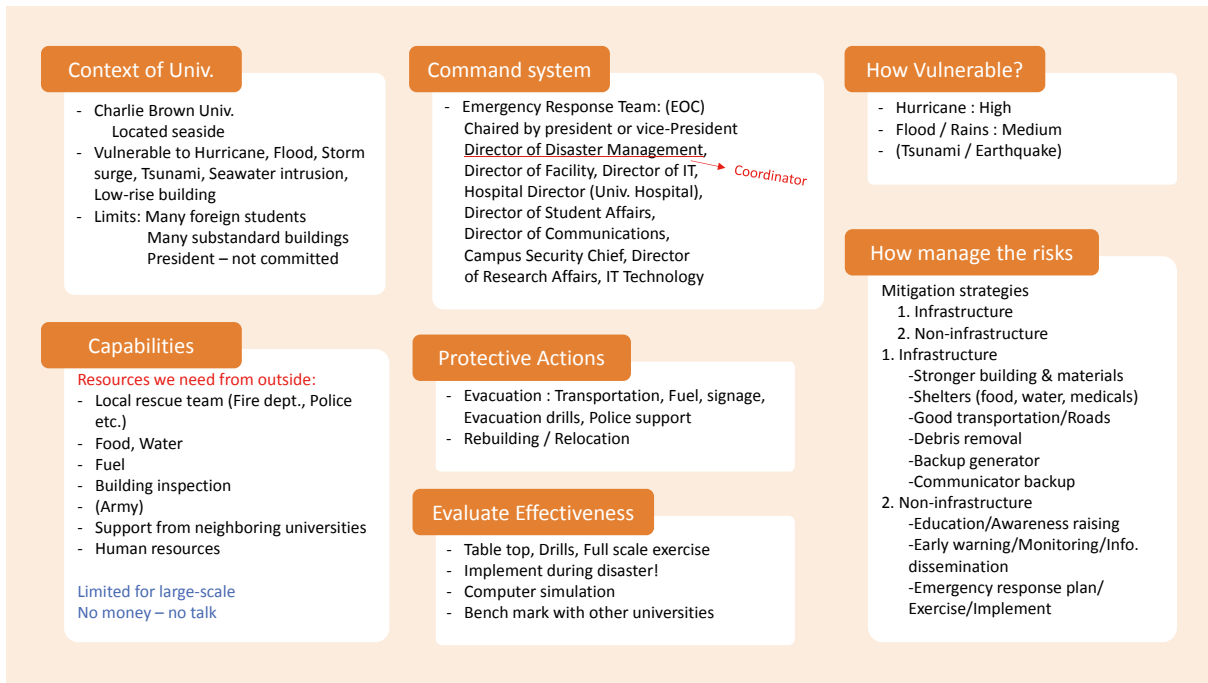 Context of Univ.
- Charlie Brown Univ.
Located seaside
- Vulnerable to Hurricane, Flood, Storm
surge, Tsunami, Seawater intrusion,
Low-rise building
- Limits: Many foreign students
Many substandard buildings
President – not committed
Capabilities
Resources we need from outside:
- Local rescue team (Fire dept., Police
etc.)
- Food, Water
- Fuel
- Building inspection
- (Army)
- Support from neighboring universities
- Human resources
Limited for large-scale
No money – no talk
Command system
- Emergency Response Team: (EOC)
Chaired by president or vice-President
Director of Disaster Management,
Director of Facility, Director of IT,
Hospital Director (Univ. Hospital),
Director of Student Affairs,
Director of Communications,
Campus Security Chief, Director
of Research Affairs, IT Technology
Coordinator
Protective Actions
- Evacuation : Transportation, Fuel, signage,
Evacuation drills, Police support
- Rebuilding / Relocation
Evaluate Effectiveness
- Table top, Drills, Full scale exercise
- Implement during disaster!
- Computer simulation
- Bench mark with other universities
How Vulnerable?
- Hurricane : High
- Flood / Rains : Medium
- (Tsunami / Earthquake)
How manage the risks
Mitigation strategies
1. Infrastructure
2. Non-infrastructure
1. Infrastructure
-Stronger building & materials
-Shelters (food, water, medicals)
-Good transportation/Roads
-Debris removal
-Backup generator
-Communicator backup
2. Non-infrastructure
-Education/Awareness raising
-Early warning/Monitoring/Info.
dissemination
-Emergency response plan/
Exercise/Implement